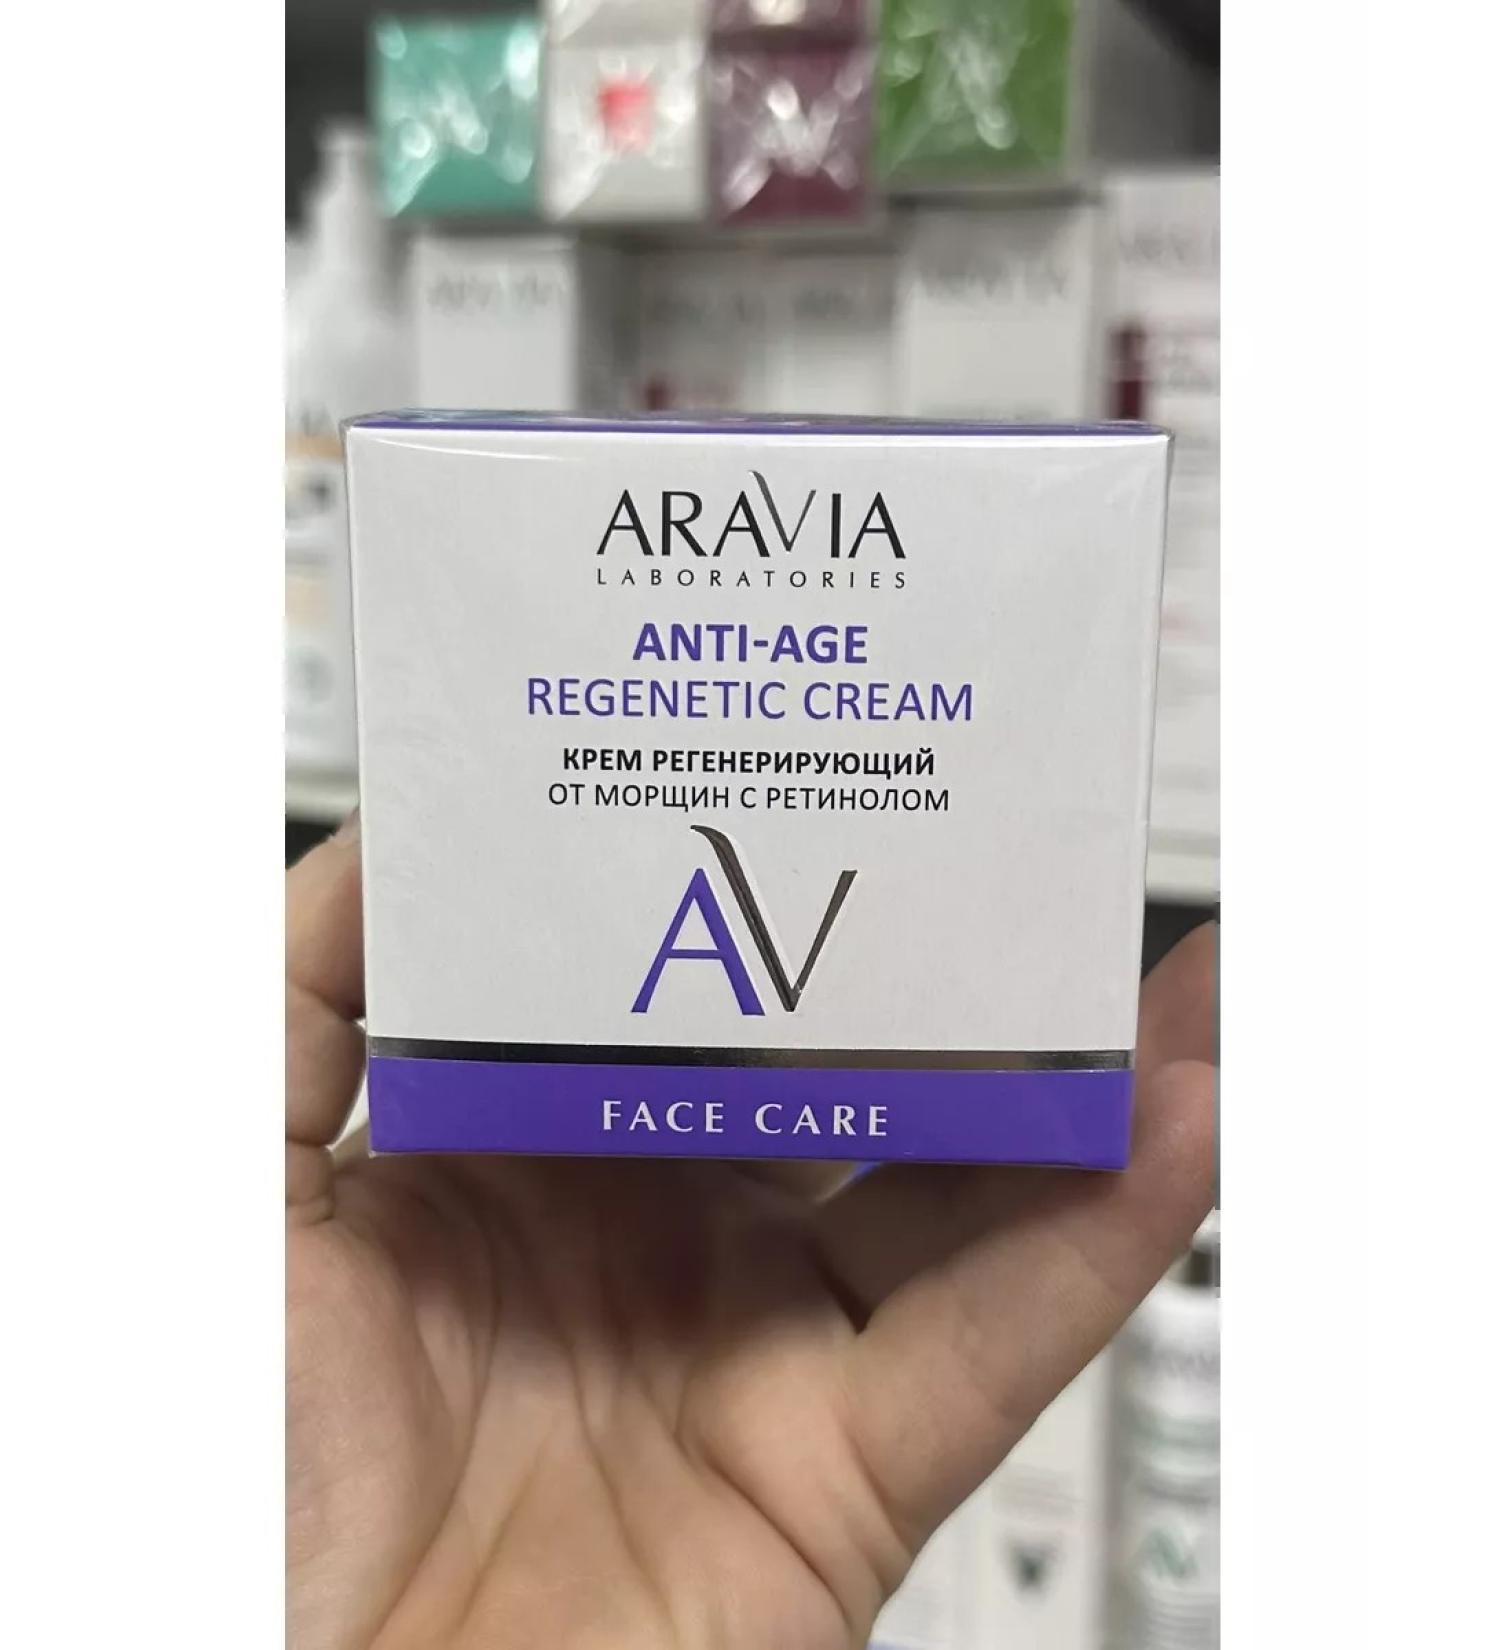 ARAVIA
LABORATORIES
ANTI-AGE
REGENETIC CREAM
КРЕМ РЕГЕНЕРИРУЮЩИЙ
ОТ МОРЩИН С РЕТИНОЛОМ
AV
FACE CARE